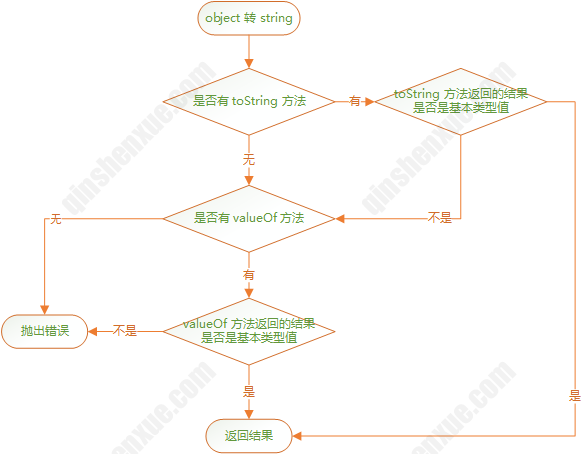 object 转 string
是否有 toString 方法
有
toString 方法返回的结果
是否是基本类型值
无
不是
是否有 valueOf 方法
无
有
抛出错误
不是
valueOf 方法返回的结果
是否是基本类型值
是
是
返回结果
qinshenxue.com
qinshenxue.com
enxue.com
enxue.com